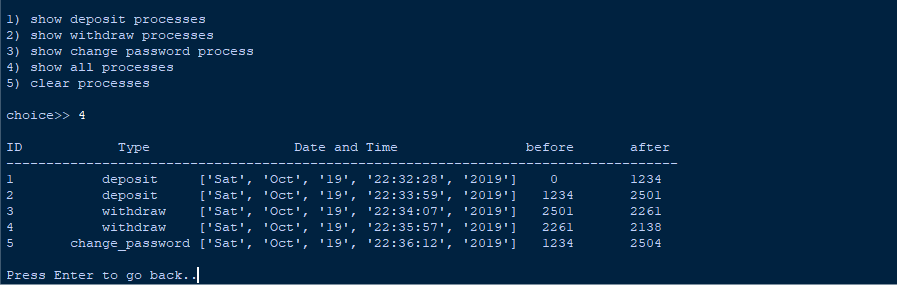 1) show deposit processes
2) show withdraw processes
3) show change password process
4) show all processes
5) clear processes
choice>> 4
ID Type Date and Time before after
--------------------------------------------------------------------------------------
1 deposit ['Sat', 'Oct', '19', '22:32:28', '2019'] 0 1234
2 deposit ['Sat', 'Oct', '19', '22:33:59', '2019'] 1234 2501
3 withdraw ['Sat', 'Oct', '19', '22:34:07', '2019'] 2501 2261
4 withdraw ['Sat', 'Oct', '19', '22:35:57', '2019'] 2261 2138
5 change_password ['Sat', 'Oct', '19', '22:36:12', '2019'] 1234 2504
Press Enter to go back..